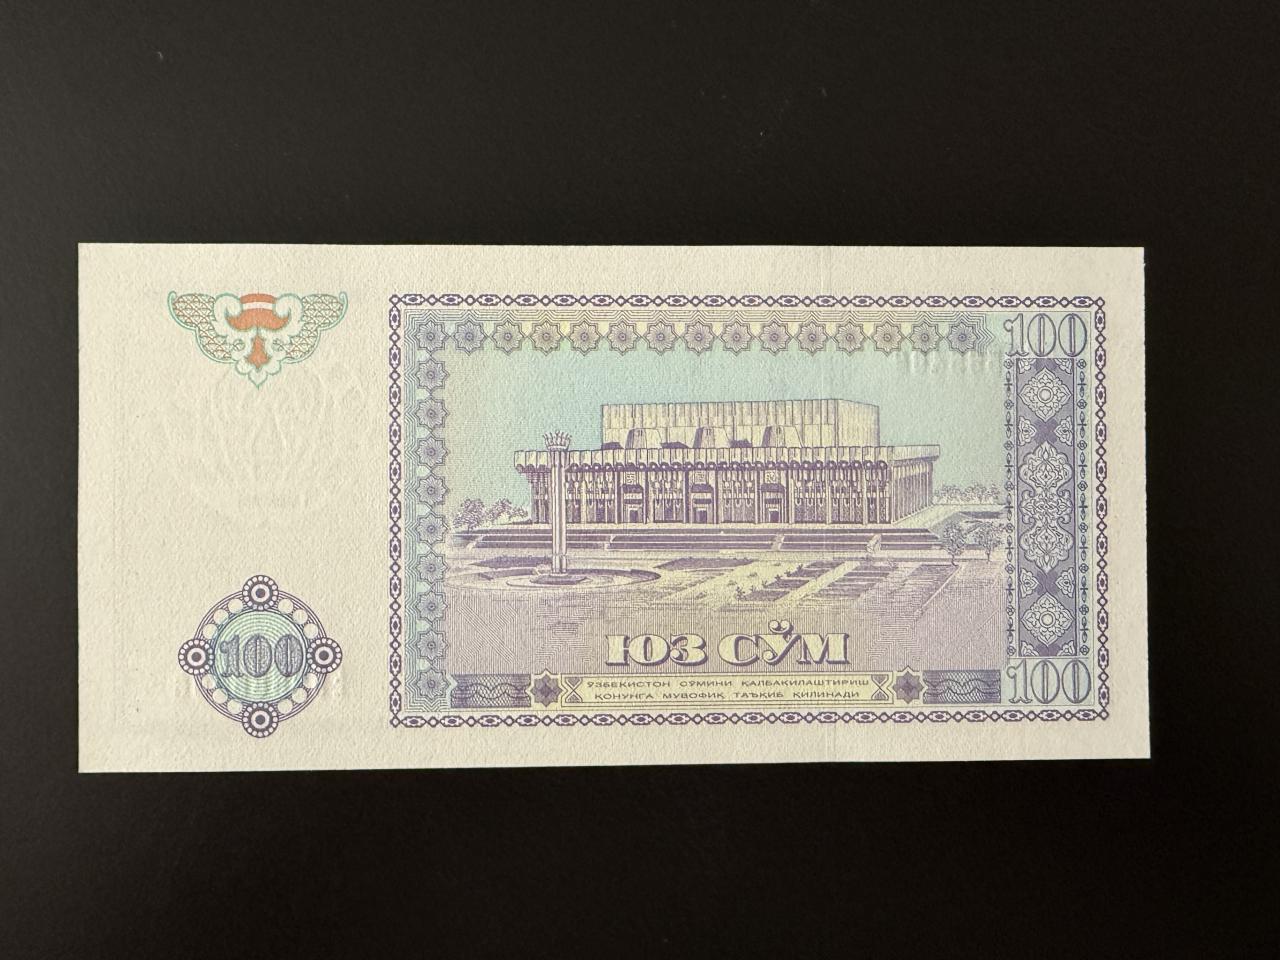 100
100
ЮЗ СЎМ
ЎЗБЕКИСТОН СЎМИНИ ҚАЛБАКИЛАШТИРИШ
ҚОНУНГА МУВОФИҚ ТАЪҚИБ ҚИЛИНАДИ
100